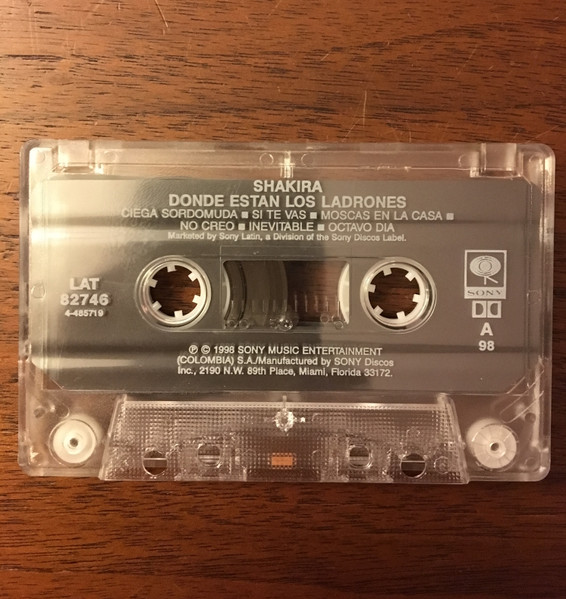 SHAKIRA
DONDE ESTAN LOS LADRONES
CIEGA SORDOMUDA ■ SI TE VAS ■ MOSCAS EN LA CASA ■
NO CREO ■ INEVITABLE ■ OCTAVO DIA
Marketed by Sony Latin, a Division of the Sony Discos Label.
LAT
82746
4-485719
SONY
A
98
℗ © 1998 SONY MUSIC ENTERTAINMENT
(COLOMBIA) S.A./Manufactured by SONY Discos
Inc., 2190 N.W. 89th Place, Miami, Florida 33172.